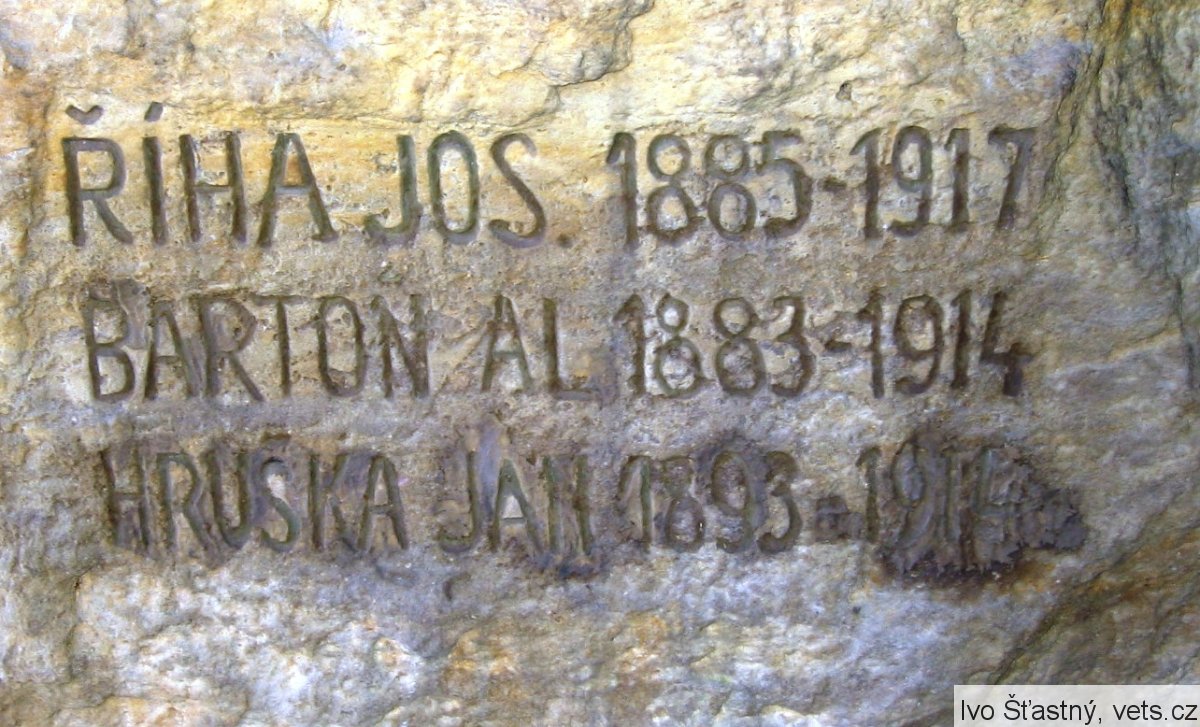 ŘÍHA JOS. 1885-1917
BARTON AL 1883-1914
HRUŠKA JAN 1893-1914
Ivo Šťastný, vets.cz